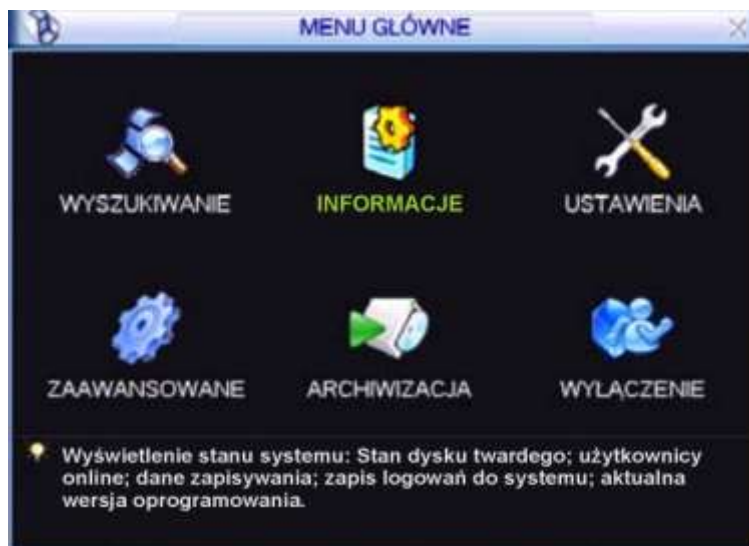 MENU GLÓWNE
WYSZUKIWANIE
INFORMACJE
USTAWIENIA
ZAAWANSOWANE
ARCHIWIZACJA
WYLĄCZENIE
Wyświetlenie stanu systemu: Stan dysku twardego; użytkownicy
online; dane zapisywania; zapis logowań do systemu; aktualna
wersja oprogramowania.